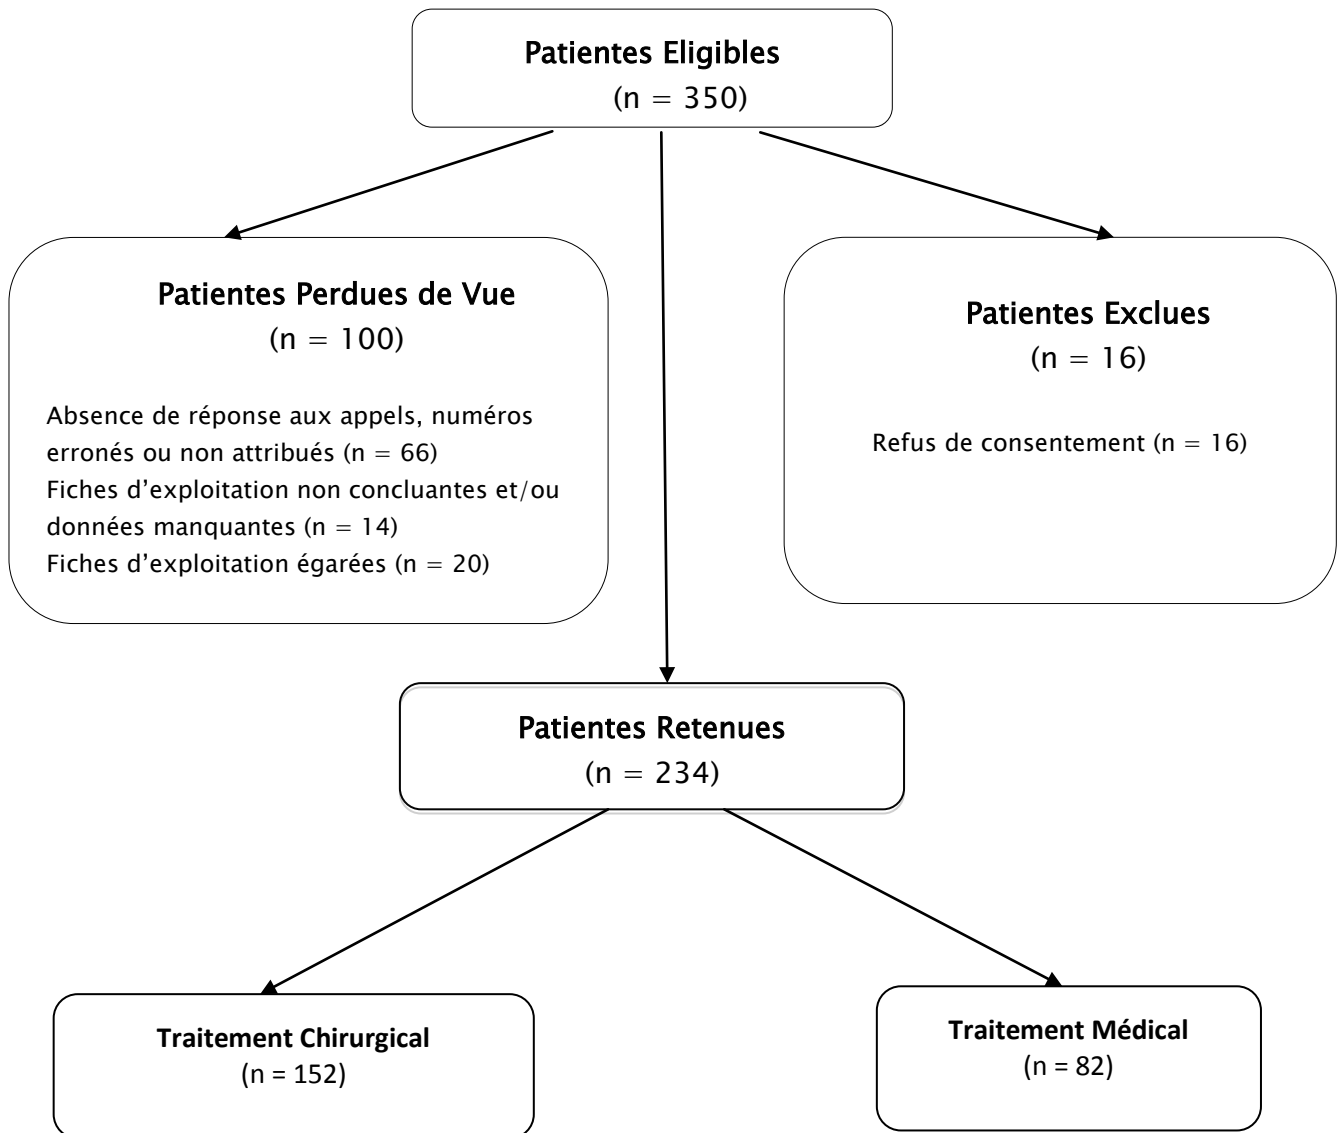 Patientes Eligibles
(n = 350)
Patientes Perdues de Vue
(n = 100)
Absence de réponse aux appels, numéros
erronés ou non attribués (n = 66)
Fiches d’exploitation non concluantes et/ou
données manquantes (n = 14)
Fiches d’exploitation égarées (n = 20)
Patientes Exclues
(n = 16)
Refus de consentement (n = 16)
Patientes Retenues
(n = 234)
Traitement Chirurgical
(n = 152)
Traitement Médical
(n = 82)